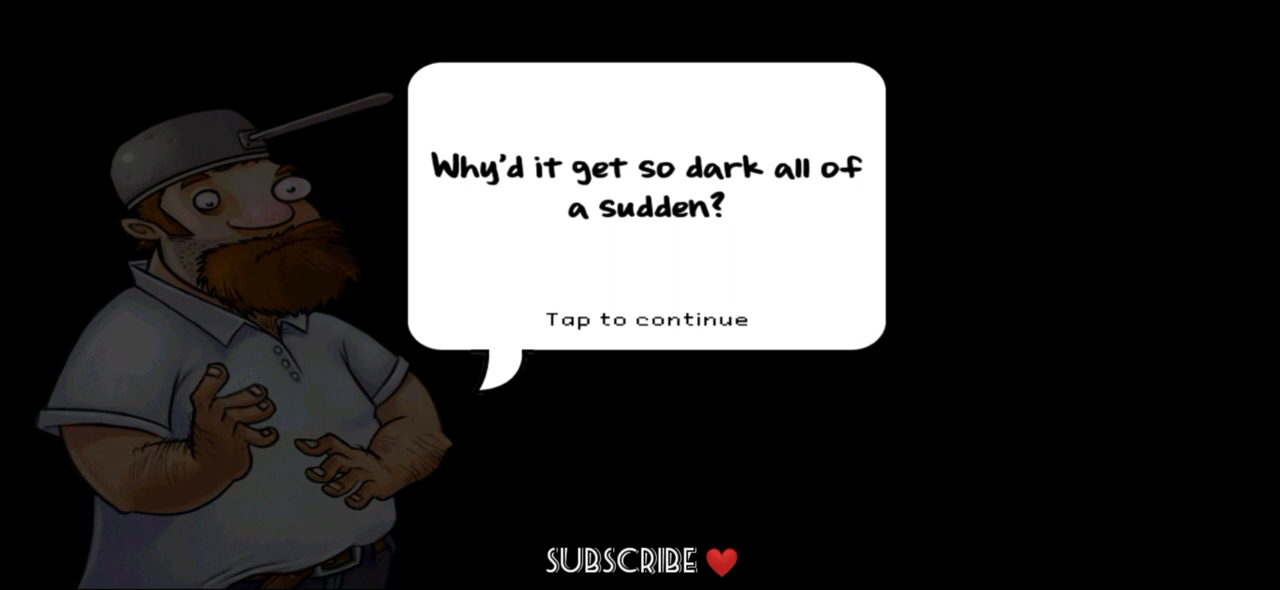 Why'd it get so dark all of
a sudden?
Tap to continue
SUBSCRIBE ❤️